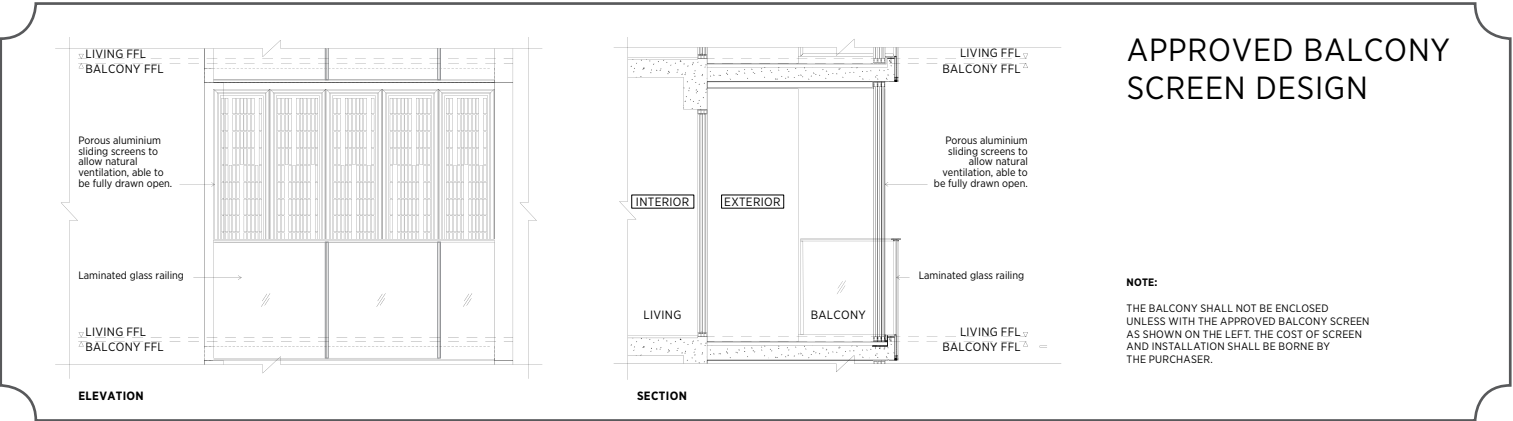 LIVING FFL
BALCONY FFL
Porous aluminium
sliding screens to
allow natural
ventilation, able to
be fully drawn open.
Laminated glass railing
LIVING FFL
BALCONY FFL
ELEVATION
LIVING FFL
BALCONY FFL
Porous aluminium
sliding screens to
allow natural
ventilation, able to
be fully drawn open.
INTERIOR
EXTERIOR
Laminated glass railing
LIVING
BALCONY
LIVING FFL
BALCONY FFL
SECTION
APPROVED BALCONY
SCREEN DESIGN
NOTE:
THE BALCONY SHALL NOT BE ENCLOSED
UNLESS WITH THE APPROVED BALCONY SCREEN
AS SHOWN ON THE LEFT. THE COST OF SCREEN
AND INSTALLATION SHALL BE BORNE BY
THE PURCHASER.